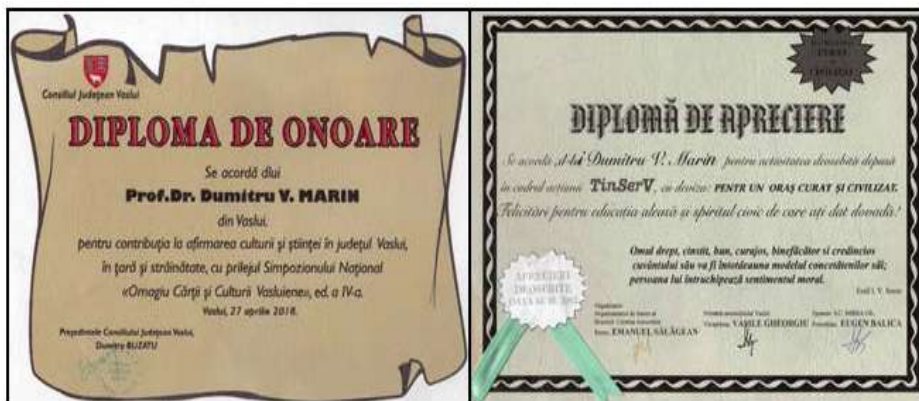 Consiliul Județean Vaslui
DIPLOMA DE ONOARE
Se acordă dlui
Prof.Dr. Dumitru V. MARIN
din Vaslui,
pentru contribuția la afirmarea culturii și științei în județul Vaslui,
în țară și străinătate, cu prilejul Simpozionului Național
«Omagiu Cărții și Culturii Vasluiene», ed. a IV-a.
Vaslui, 27 aprilie 2018.
Președintele Consiliului Județean Vaslui,
Dumitru BUZATU
DIPLOMĂ DE APRECIERE
Se acordă d-lui Dumitru V. Marin pentru activitatea deosebită depusă
în cadrul acțiunii TinSerV, cu deviza: PENTR UN ORAȘ CURAT ȘI CIVILIZAT.
Felicitări pentru educația aleasă și spiritul civic de care ați dat dovadă!
Omul drept, cinstit, bun, curajos, binefăcător si credincios
cuvântului său va fi întotdeauna modelul concetățenilor săi;
persoana lui întruchipează sentimentul moral.
APRECIERI
DEOSEBITE
EMANUEL SĂLĂGEAN
VASILE GHEORGIU
EUGEN BALICA